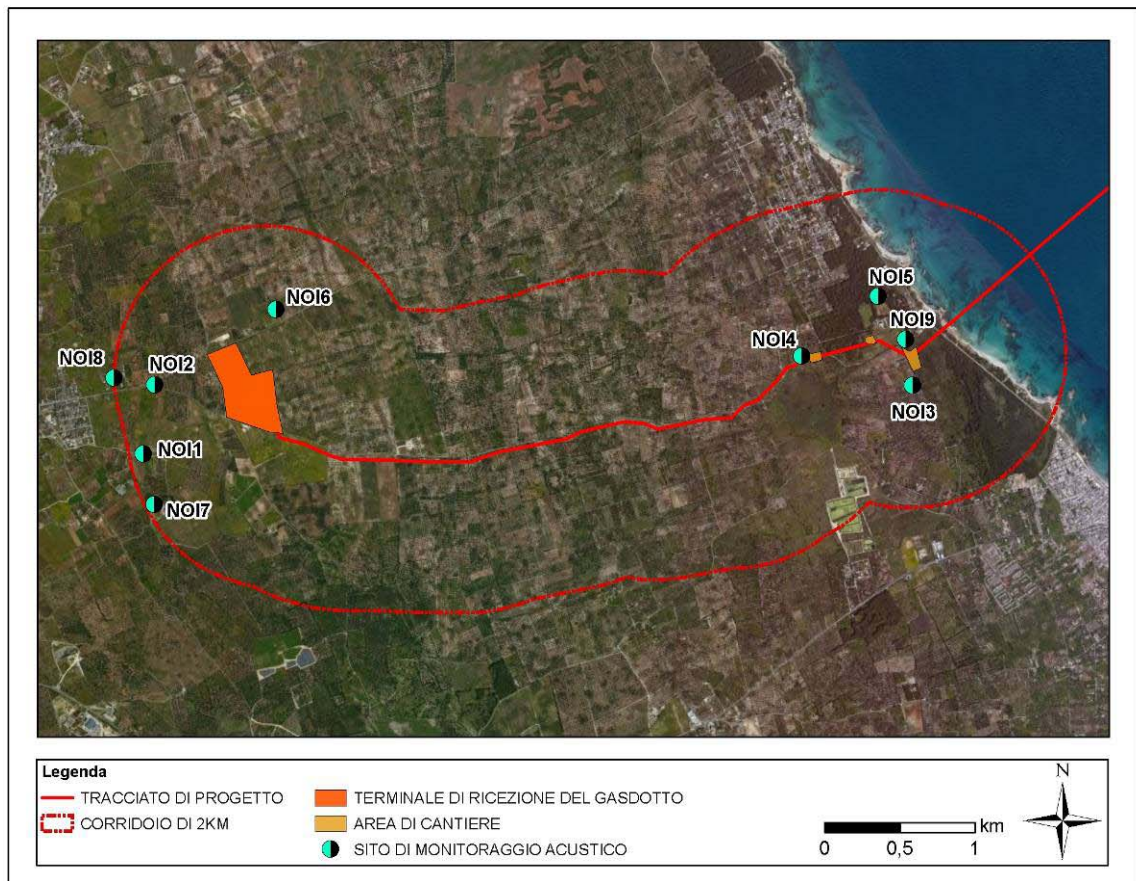 NOI5
NOI6
NOI9
NOI4
NOI8
NOI2
NOI3
NOI1
NOI7
Legenda
TRACCIATO DI PROGETTO
TERMINALE DI RICEZIONE DEL GASDOTTO
CORRIDOIO DI 2KM
AREA DI CANTIERE
SITO DI MONITORAGGIO ACUSTICO
N
km
0 0,5 1